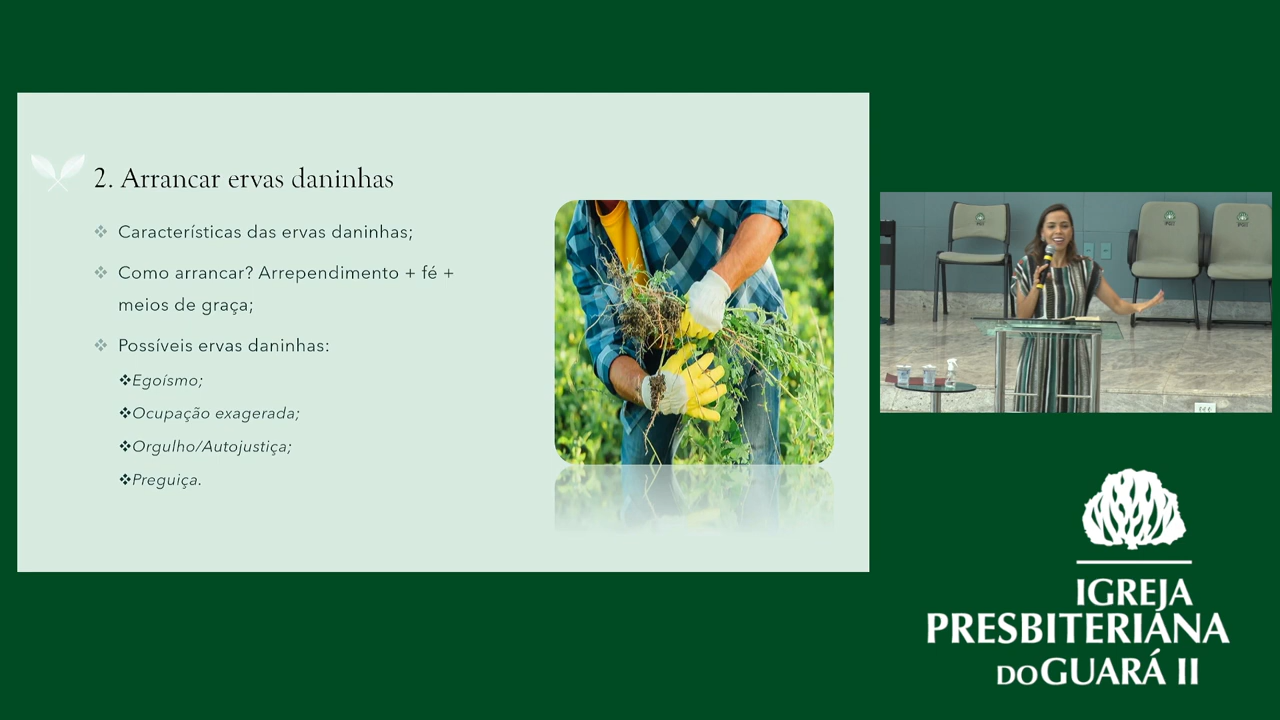 2. Arrancar ervas daninhas
Características das ervas daninhas;
Como arrancar? Arrependimento + fé +
meios de graça;
Possíveis ervas daninhas:
Egoísmo;
Ocupação exagerada;
Orgulho/Autojustiça;
Preguiça.
IGREJA
PRESBITERIANA
DO GUARÁ II